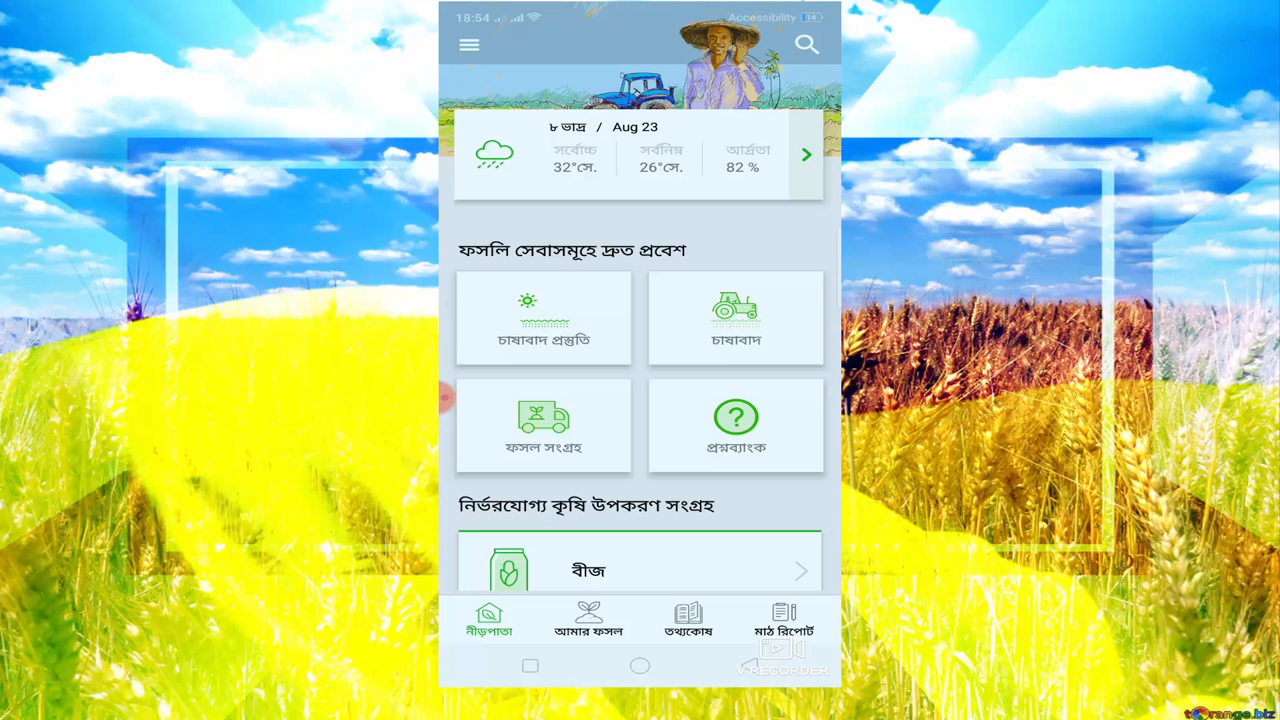 18:54
Accessibility 14
৮ ভাদ্র / Aug 23
সর্বোচ্চ সর্বনিম্ন আর্দ্রতা
32°সে. 26°সে. 82 %
ফসলি সেবাসমূহে দ্রুত প্রবেশ
চাষাবাদ প্রস্তুতি চাষাবাদ
ফসল সংগ্রহ প্রশ্নব্যাংক
নির্ভরযোগ্য কৃষি উপকরণ সংগ্রহ
বীজ
নীড়পাতা আমার ফসল তথ্যকোষ মাঠ রিপোর্ট
V RECORDER
torange.biz